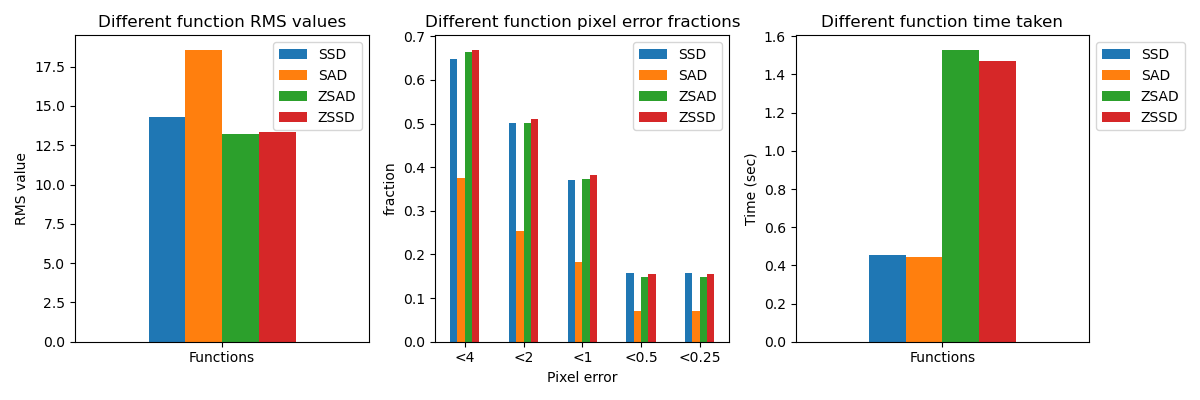 Different function RMS values
RMS value
17.5
15.0
12.5
10.0
7.5
5.0
2.5
0.0
Functions
SSD
SAD
ZSAD
ZSSD
Different function pixel error fractions
fraction
0.7
0.6
0.5
0.4
0.3
0.2
0.1
0.0
<4 <2 <1 <0.5 <0.25
Pixel error
SSD
SAD
ZSAD
ZSSD
Different function time taken
Time (sec)
1.6
1.4
1.2
1.0
0.8
0.6
0.4
0.2
0.0
Functions
SSD
SAD
ZSAD
ZSSD